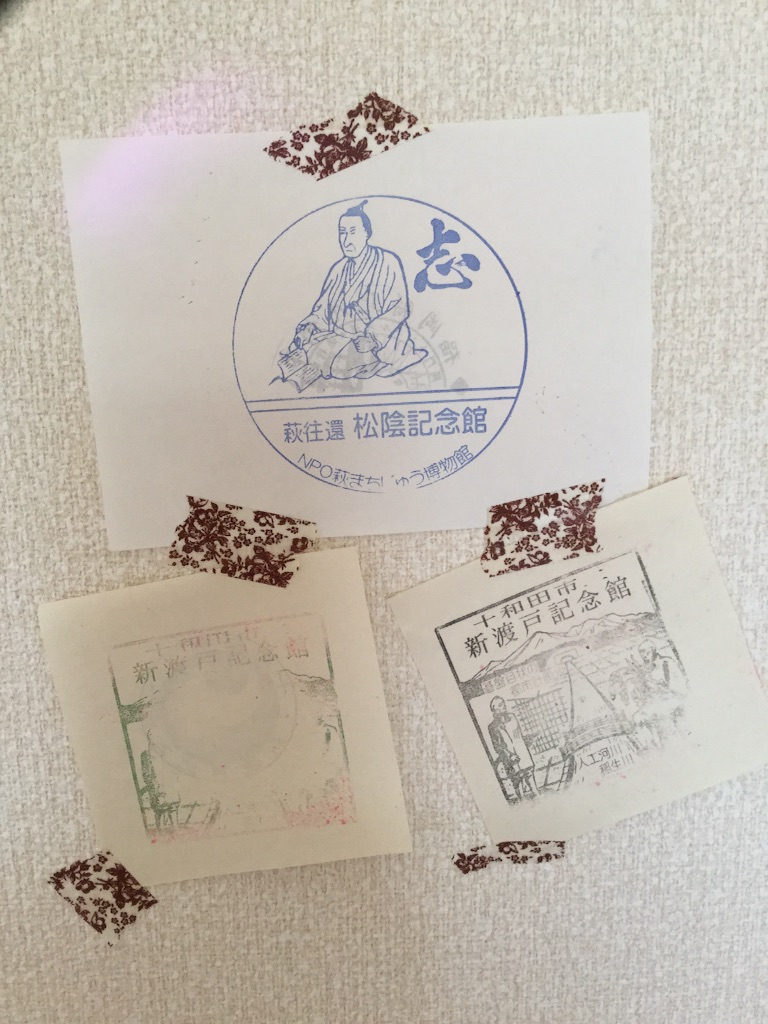 志
萩往還 松陰記念館
NPO萩まちじゅう博物館
十和田市
新渡戸記念館
十和田市
新渡戸記念館
人工河川
稲生川